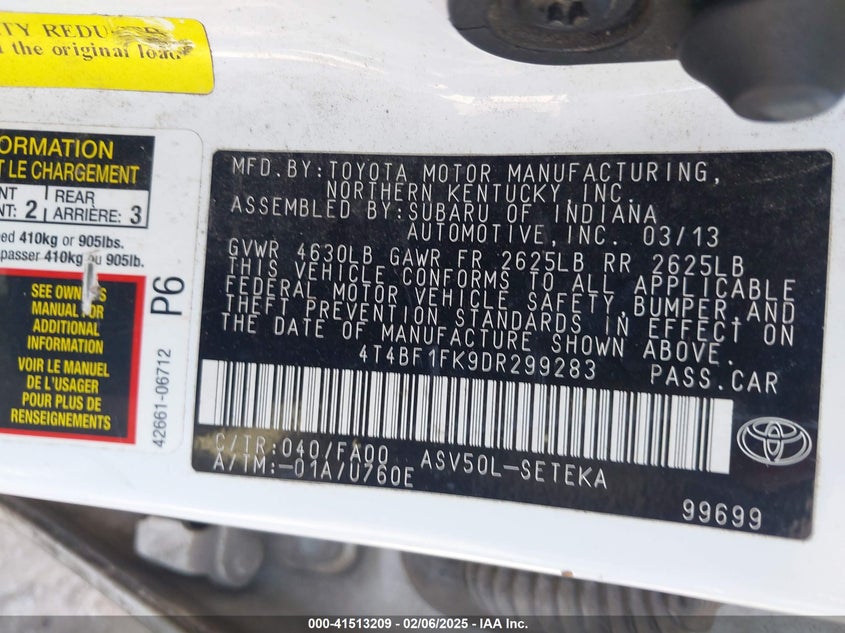 ITY REDU
the original load
ORMATION
T LE CHARGEMENT
NT
NT: 2
REAR
ARRIÈRE: 3
ed 410kg or 905lbs.
passer 410kg ou 905lb.
SEE OWNER'S
MANUAL FOR
ADDITIONAL
INFORMATION
VOIR LE MANUEL
DE L'USAGER
POUR PLUS DE
RENSEIGNEMENTS
P6
42661-06712
MFD.BY:TOYOTA MOTOR MANUFACTURING,
NORTHERN KENTUCKY,INC.
ASSEMBLED BY:SUBARU OF INDIANA
AUTOMOTIVE,INC. 03/13
GVWR 4630LB GAWR FR 2625LB RR 2625LB
THIS VEHICLE CONFORMS TO ALL APPLICABLE
FEDERAL MOTOR VEHICLE SAFETY,BUMPER,AND
THEFT PREVENTION STANDARDS IN EFFECT ON
THE DATE OF MANUFACTURE SHOWN ABOVE.
4T4BF1FK9DR299283 PASS.CAR
C/TR:040/FA00 ASV50L-SETEKA
A/TM:-01A/U760E
99699
TOYOTA
000-41513209 - 02/06/2025 - © IAA Holdings, LLC.